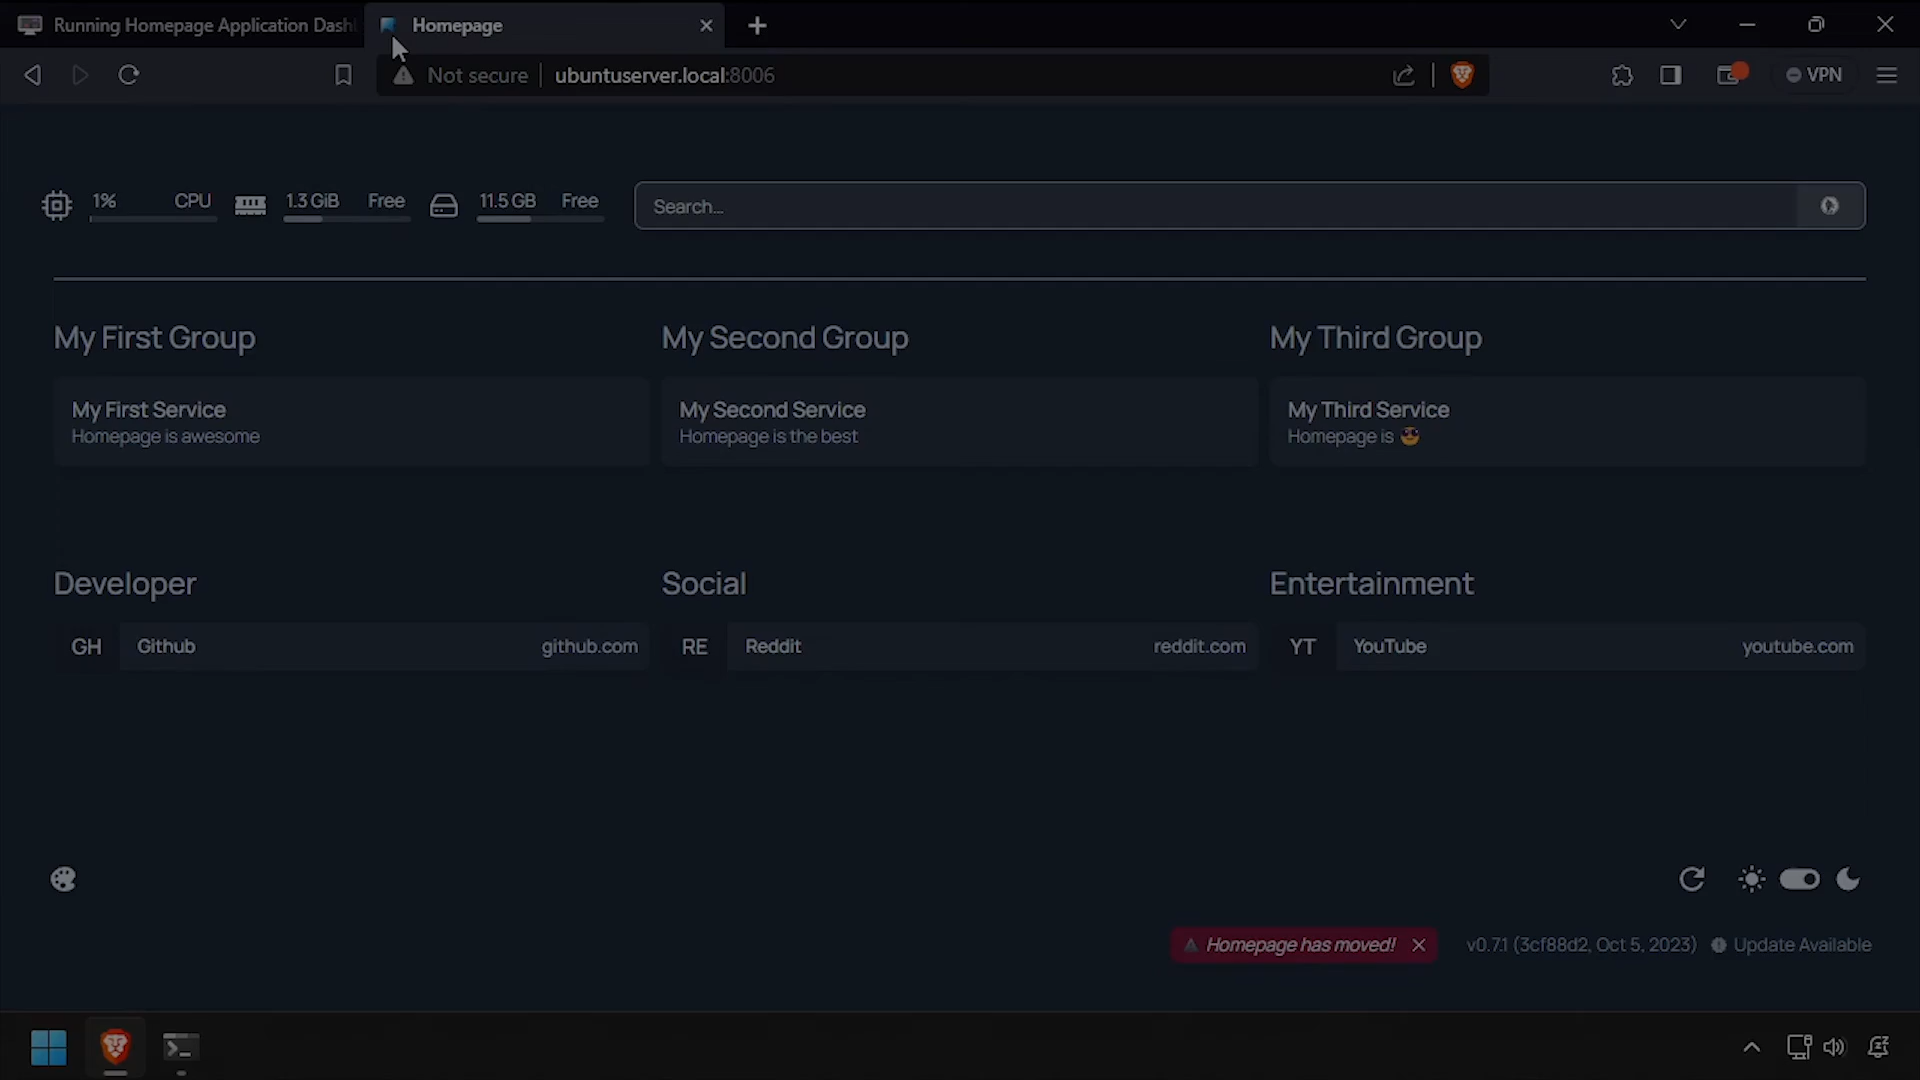 Running Homepage Application Dash
Homepage
Not secure
ubuntuserver.local:8006
VPN
1% CPU
1.3 GiB Free
11.5 GB Free
Search...
My First Group
My Second Group
My Third Group
My First Service
Homepage is awesome
My Second Service
Homepage is the best
My Third Service
Homepage is 😎
Developer
Social
Entertainment
GH Github github.com
RE Reddit reddit.com
YT YouTube youtube.com
Homepage has moved!
v0.7.1 (3cf88d2, Oct 5, 2023)
Update Available